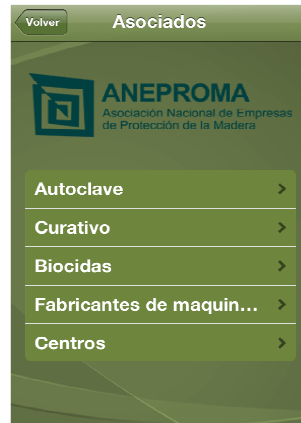 Volver
Asociados
ANEPROMA
Asociación Nacional de Empresas
de Protección de la Madera
Autoclave
Curativo
Biocidas
Fabricantes de maquin...
Centros